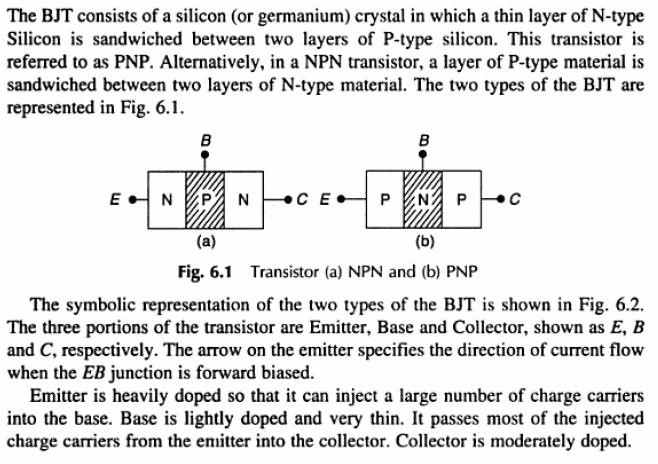 The BJT consists of a silicon (or germanium) crystal in which a thin layer of N-type
Silicon is sandwiched between two layers of P-type silicon. This transistor is
referred to as PNP. Alternatively, in a NPN transistor, a layer of P-type material is
sandwiched between two layers of N-type material. The two types of the BJT are
represented in Fig. 6.1.
B B
E N P N C E P N P C
(a) (b)
Fig. 6.1 Transistor (a) NPN and (b) PNP
The symbolic representation of the two types of the BJT is shown in Fig. 6.2.
The three portions of the transistor are Emitter, Base and Collector, shown as E, B
and C, respectively. The arrow on the emitter specifies the direction of current flow
when the EB junction is forward biased.
Emitter is heavily doped so that it can inject a large number of charge carriers
into the base. Base is lightly doped and very thin. It passes most of the injected
charge carriers from the emitter into the collector. Collector is moderately doped.